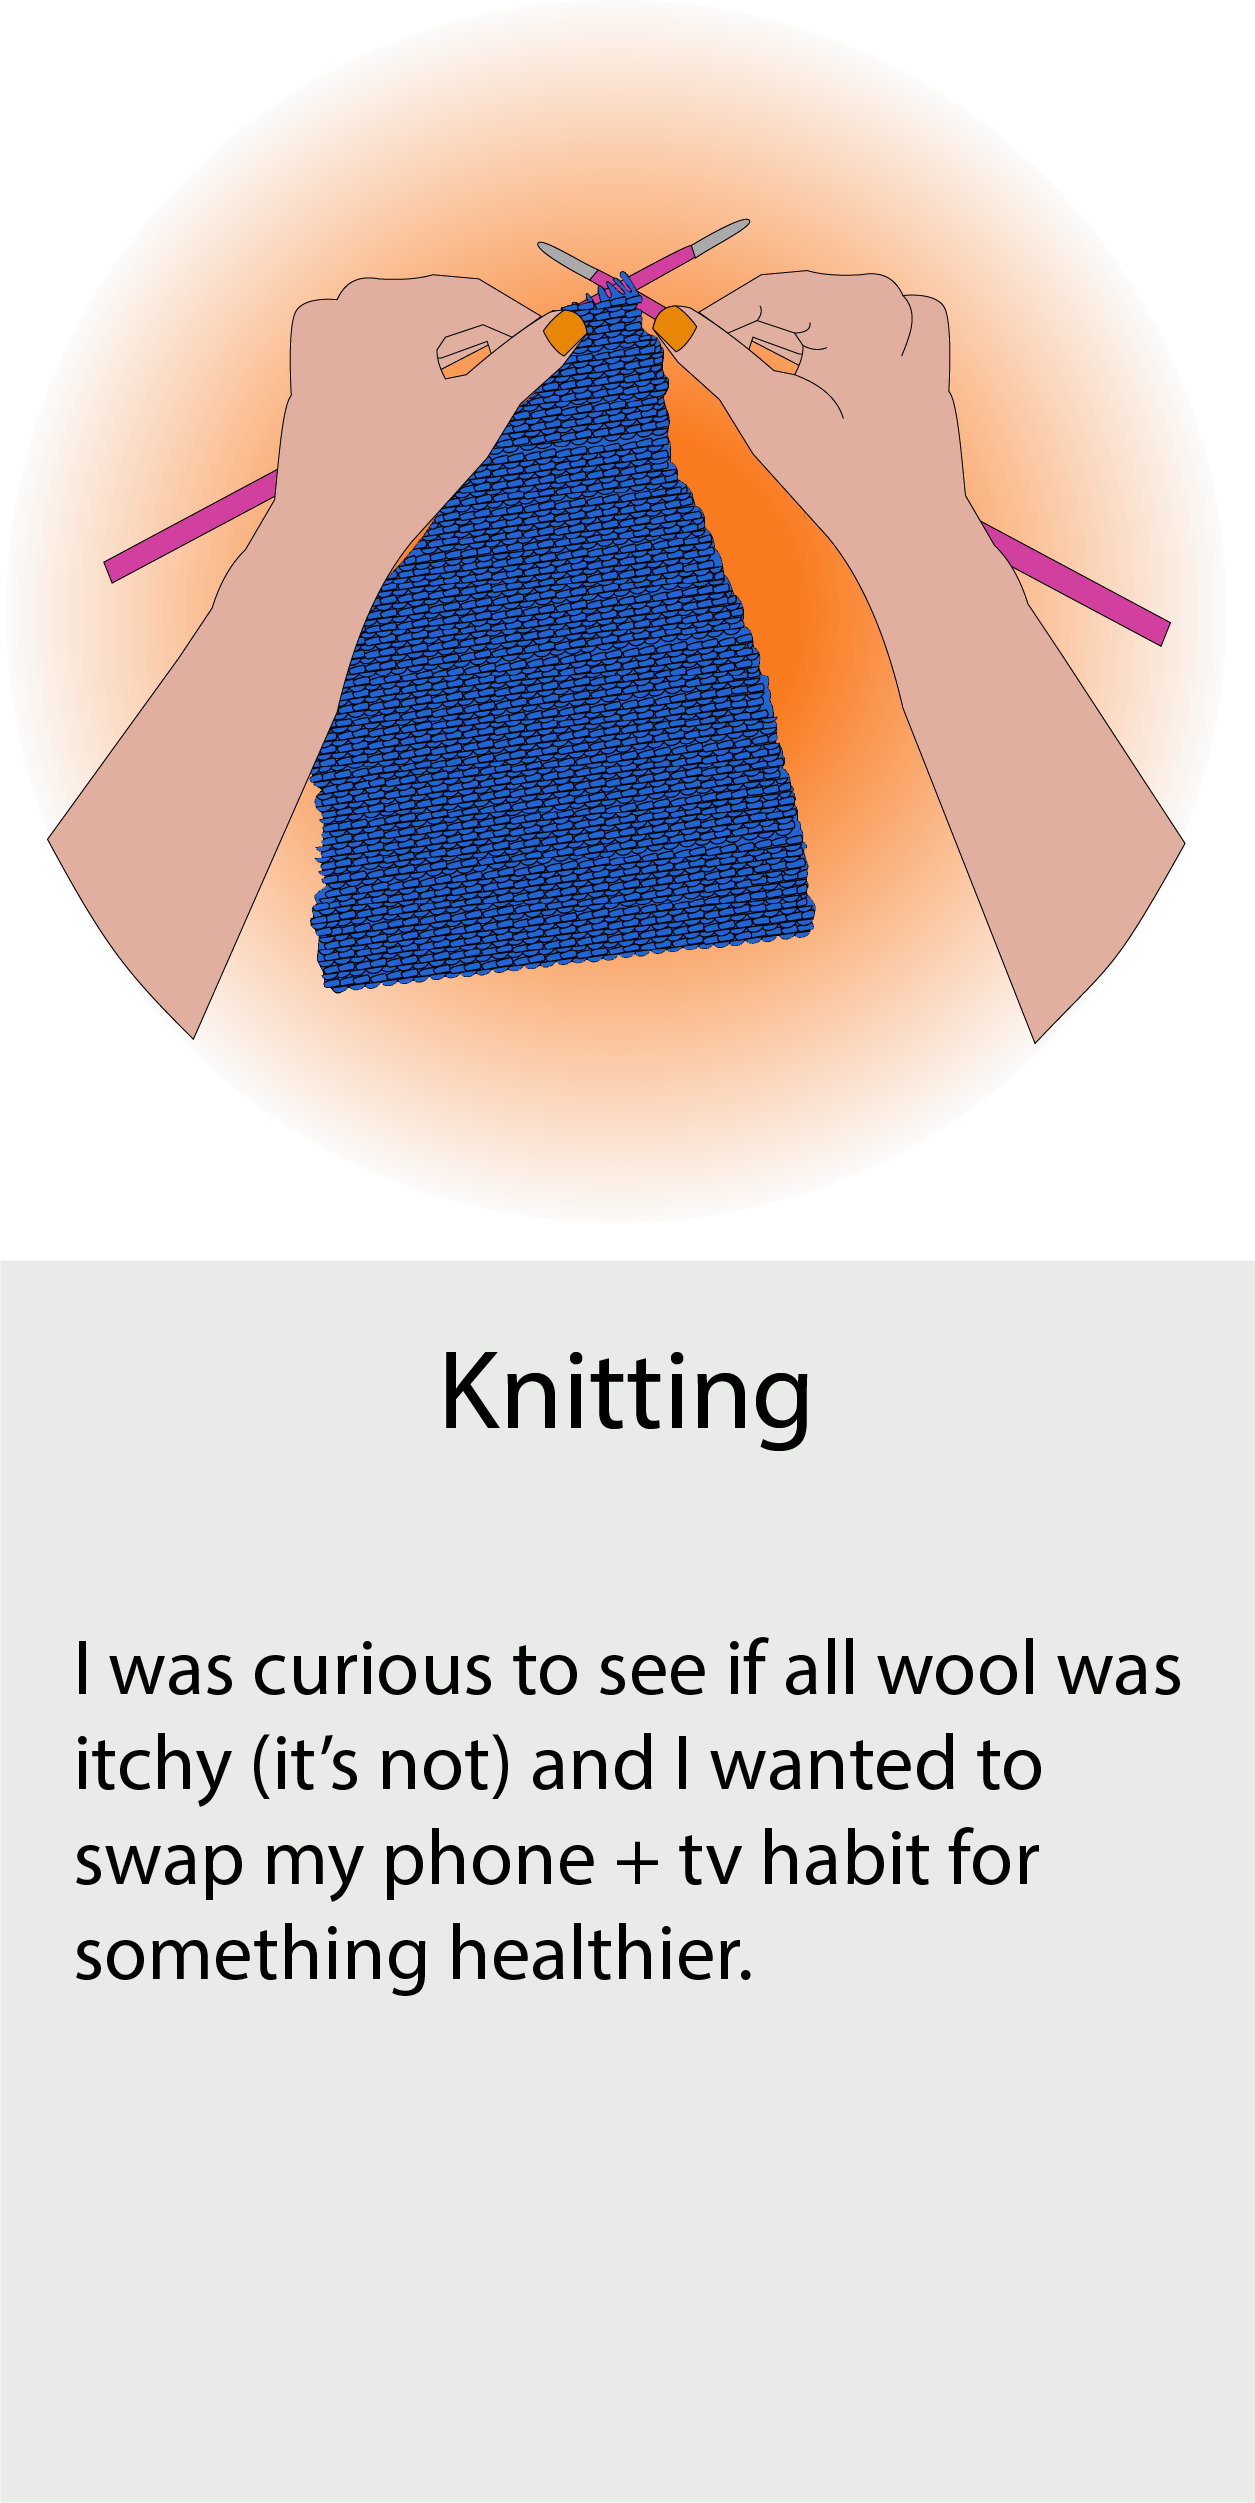 Knitting
I was curious to see if all wool was
itchy (it’s not) and I wanted to
swap my phone + tv habit for
something healthier.